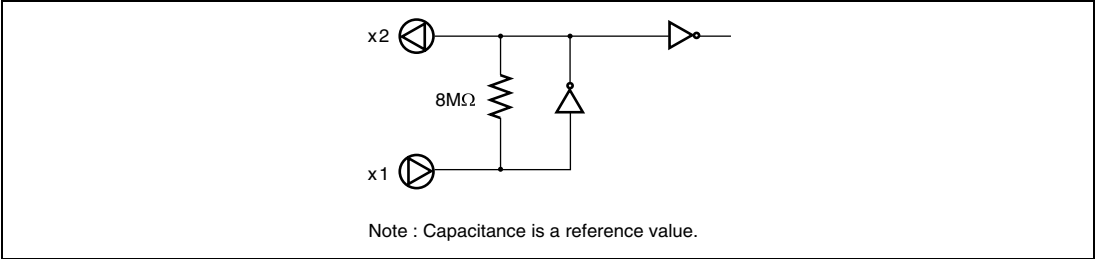 x2
8MΩ
x1
Note : Capacitance is a reference value.